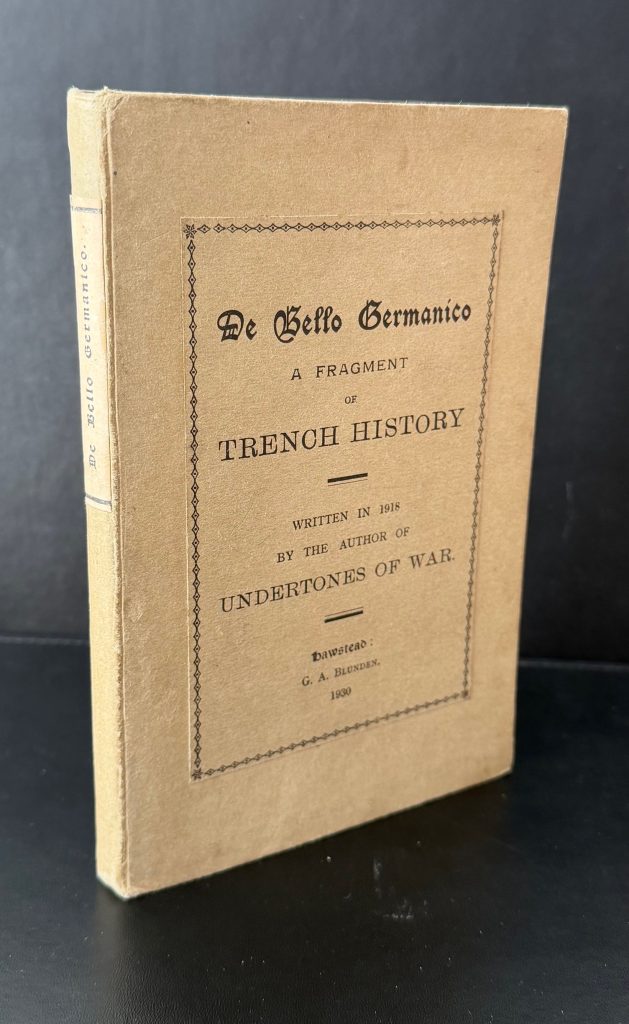 De Bello Germanico.
De Bello Germanico
A FRAGMENT
OF
TRENCH HISTORY
WRITTEN IN 1918
BY THE AUTHOR OF
UNDERTONES OF WAR.
Hawstead:
G. A. BLUNDEN.
1930